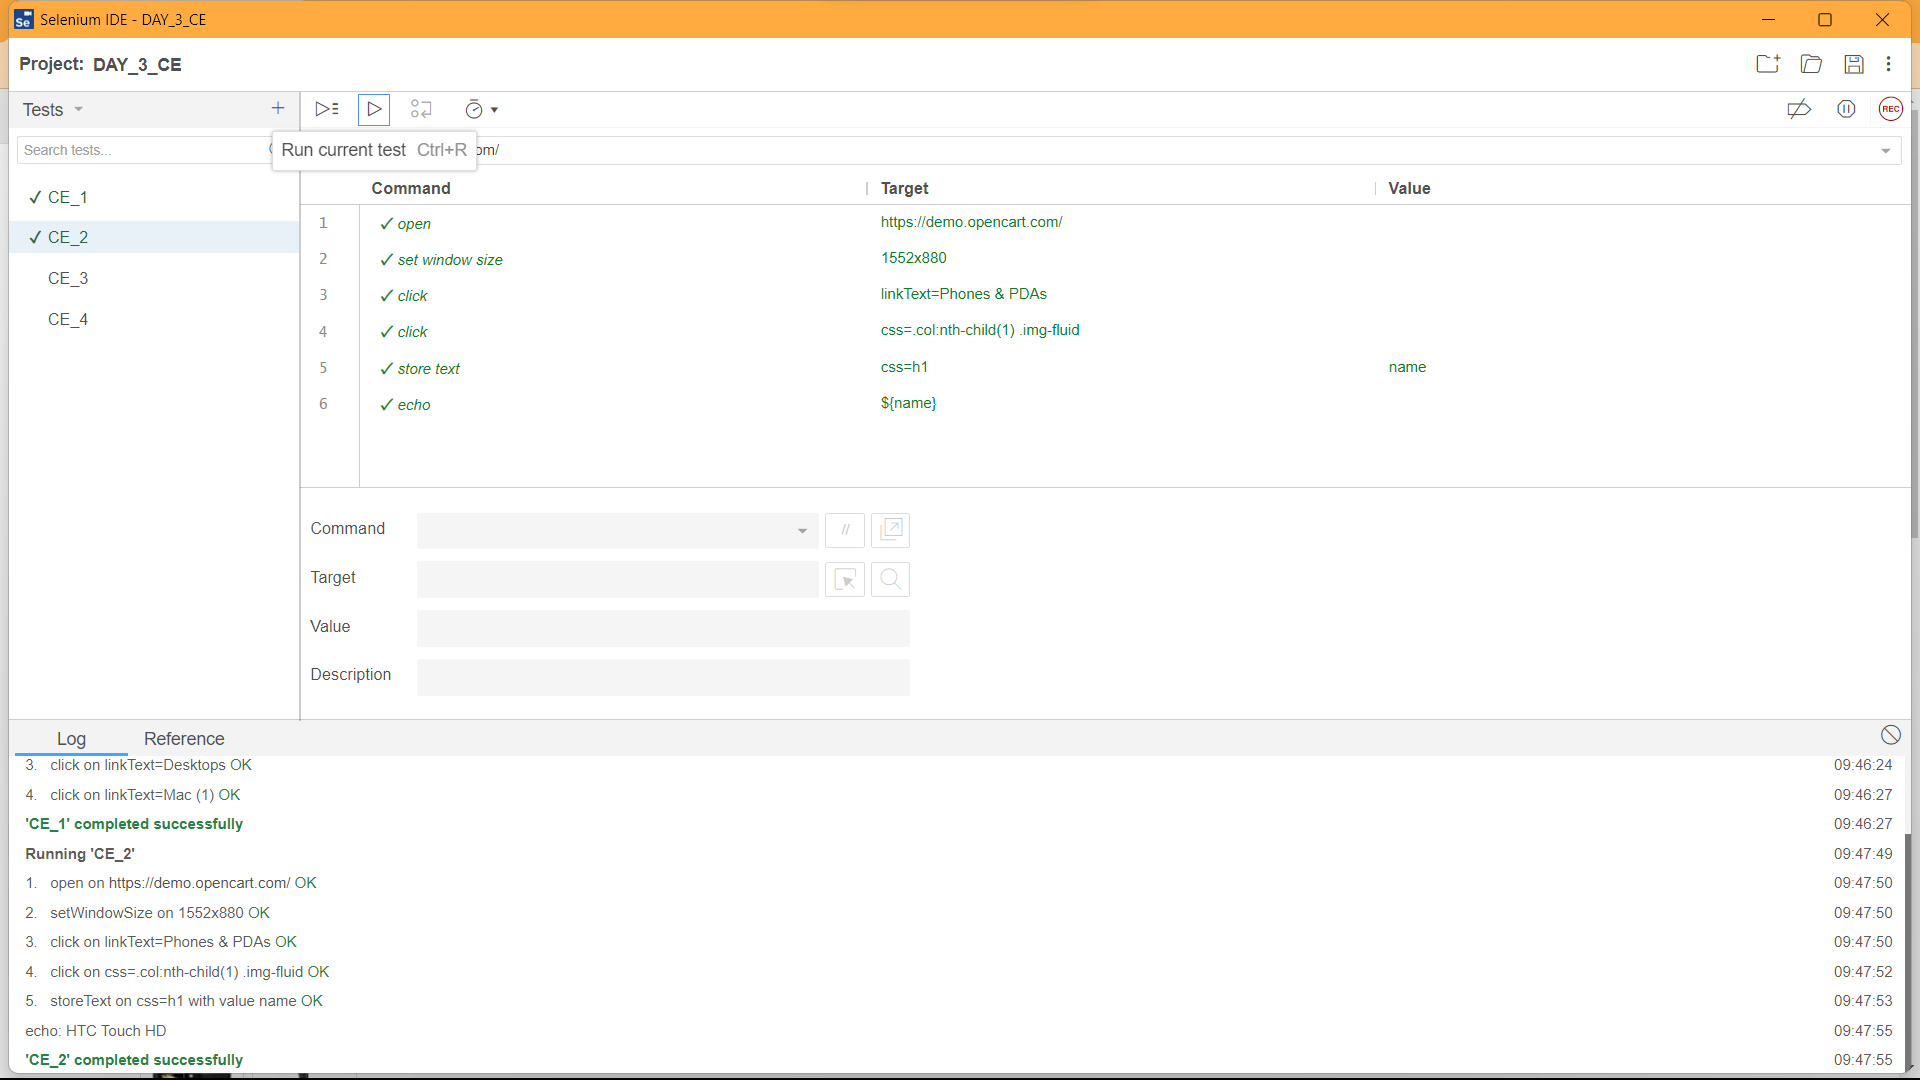 Selenium IDE - DAY_3_CE
Project: DAY_3_CE
Tests
REC
Search tests...
Run current test Ctrl+R
om/
Command Target Value
CE_1
CE_2
CE_3
CE_4
1 ✓ open https://demo.opencart.com/
2 ✓ set window size 1552x880
3 ✓ click linkText=Phones & PDAs
4 ✓ click css=.col:nth-child(1) .img-fluid
5 ✓ store text css=h1 name
6 ✓ echo ${name}
Command //
Target
Value
Description
Log Reference
3. click on linkText=Desktops OK 09:46:24
4. click on linkText=Mac (1) OK 09:46:27
'CE_1' completed successfully 09:46:27
Running 'CE_2' 09:47:49
1. open on https://demo.opencart.com/ OK 09:47:50
2. setWindowSize on 1552x880 OK 09:47:50
3. click on linkText=Phones & PDAs OK 09:47:50
4. click on css=.col:nth-child(1) .img-fluid OK 09:47:52
5. storeText on css=h1 with value name OK 09:47:53
echo: HTC Touch HD 09:47:55
'CE_2' completed successfully 09:47:55